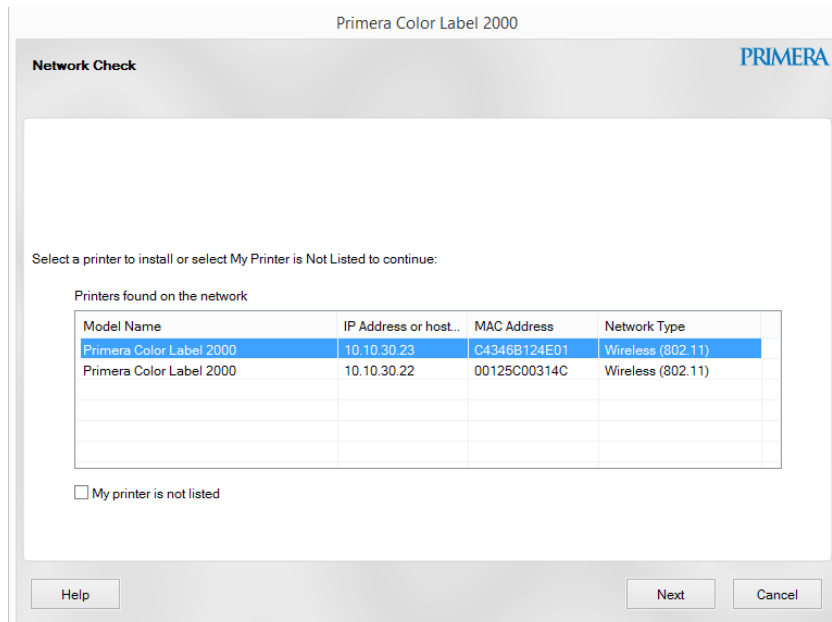 Primera Color Label 2000
Network Check
PRIMERA
Select a printer to install or select My Printer is Not Listed to continue:
Printers found on the network
Model Name IP Address or host... MAC Address Network Type
Primera Color Label 2000 10.10.30.23 C4346B124E01 Wireless (802.11)
Primera Color Label 2000 10.10.30.22 00125C00314C Wireless (802.11)
My printer is not listed
Help Next Cancel